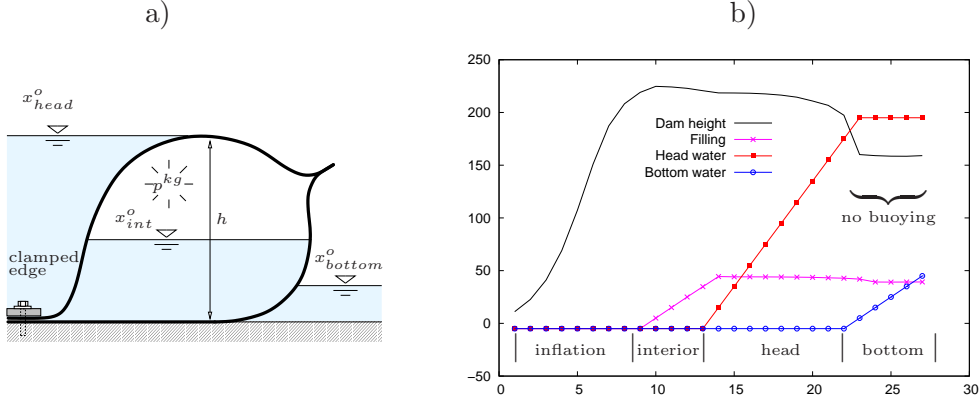 a)
x^o_head
p^kg
x^o_int
h
clamped
edge
x^o_bottom
b)
250
200
150
100
50
0
−50
Dam height
Filling
Head water
Bottom water
no buoying
inflation
interior
head
bottom
0 5 10 15 20 25 30